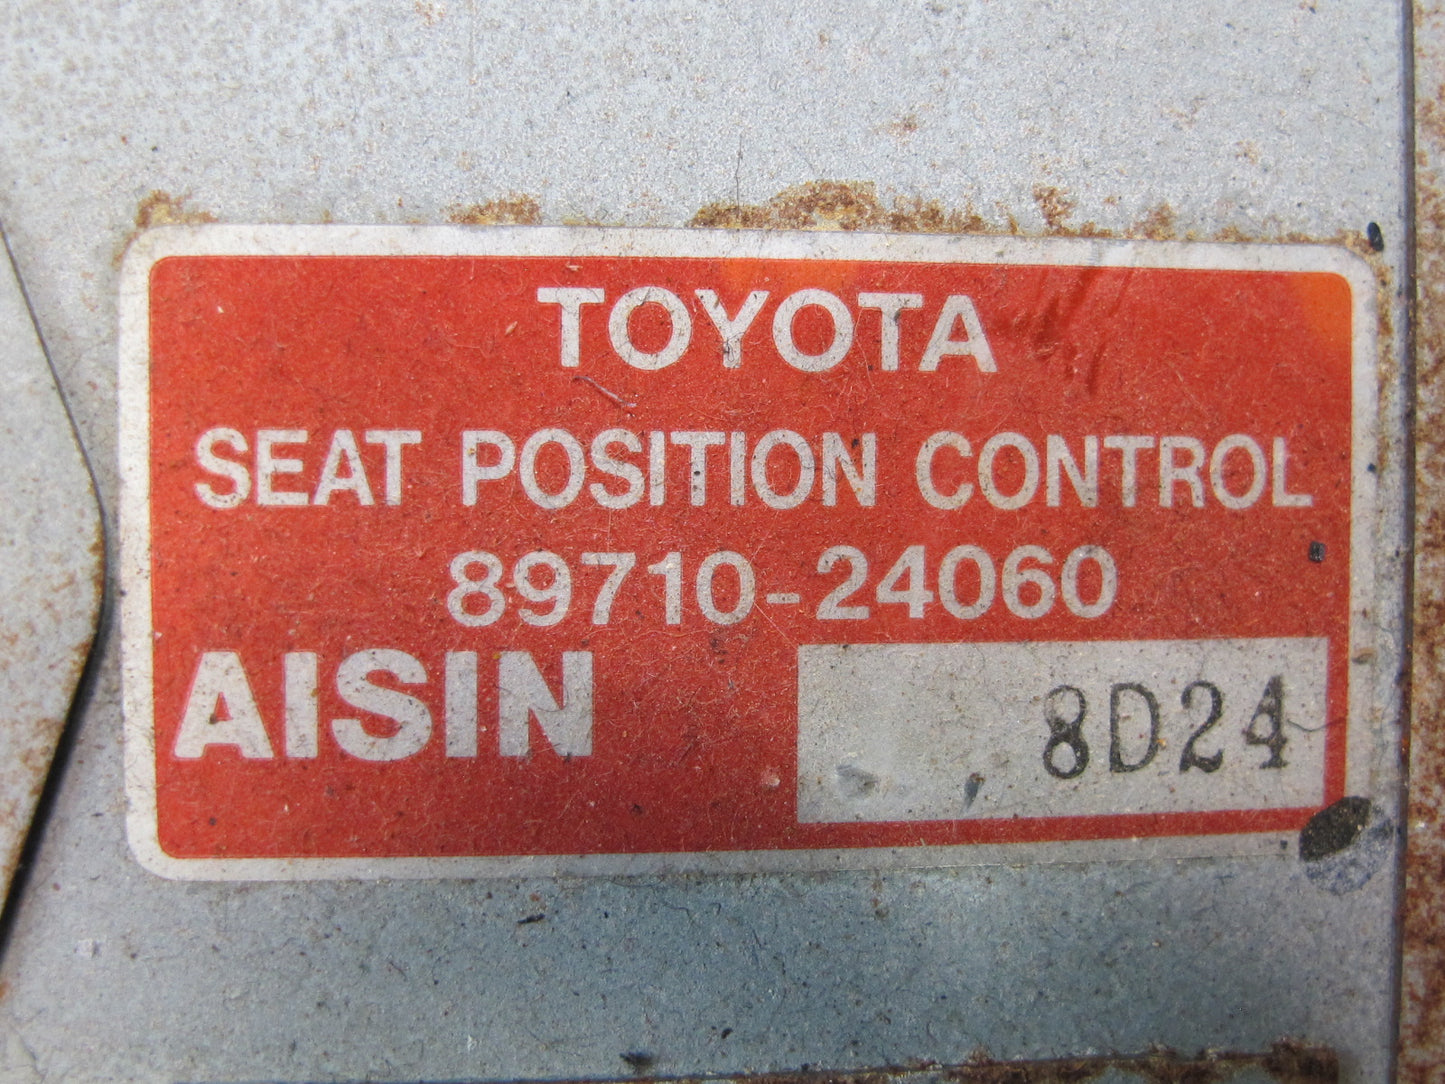 TOYOTA
SEAT POSITION CONTROL
89710-24060
AISIN
8D24